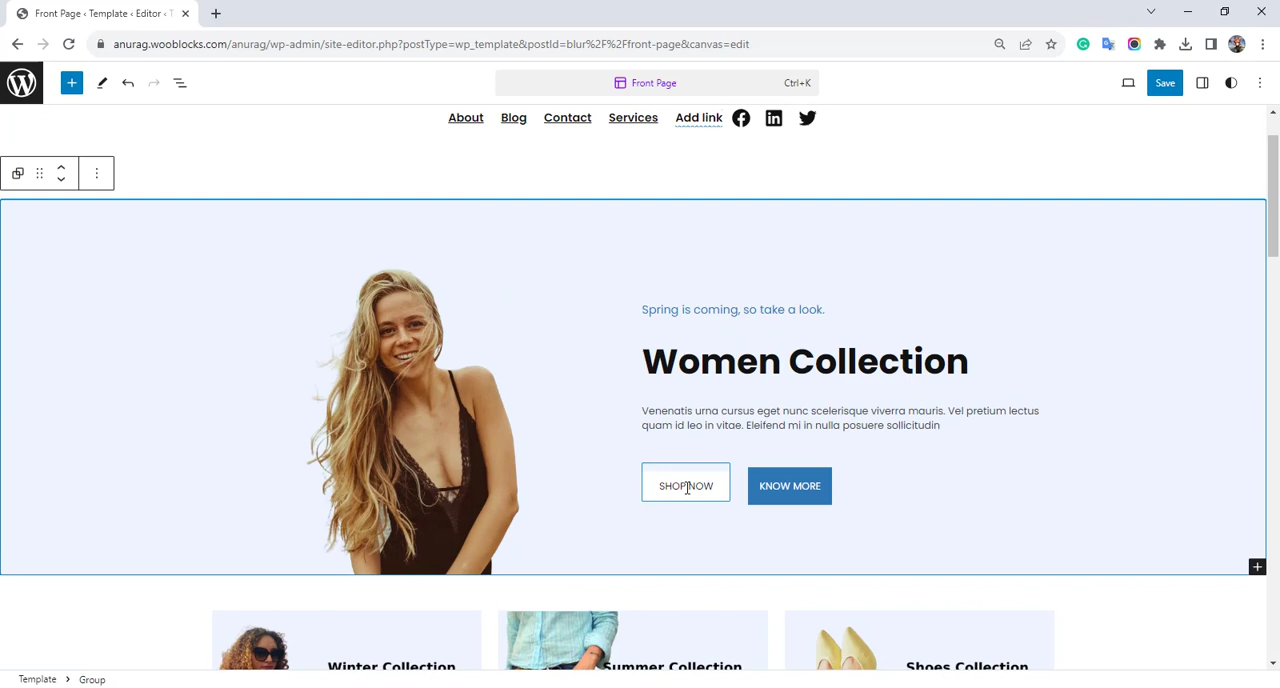 Front Page ‹ Template ‹ Editor ‹ T
anurag.wooblocks.com/anurag/wp-admin/site-editor.php?postType=wp_template&postId=blur%2F%2Ffront-page&canvas=edit
Front Page
Ctrl+K
Save
About
Blog
Contact
Services
Add link
Spring is coming, so take a look.
Women Collection
Venenatis urna cursus eget nunc scelerisque viverra mauris. Vel pretium lectus
quam id leo in vitae. Eleifend mi in nulla posuere sollicitudin
SHOP NOW
KNOW MORE
Winter Collection
Summer Collection
Shoes Collection
Template
Group